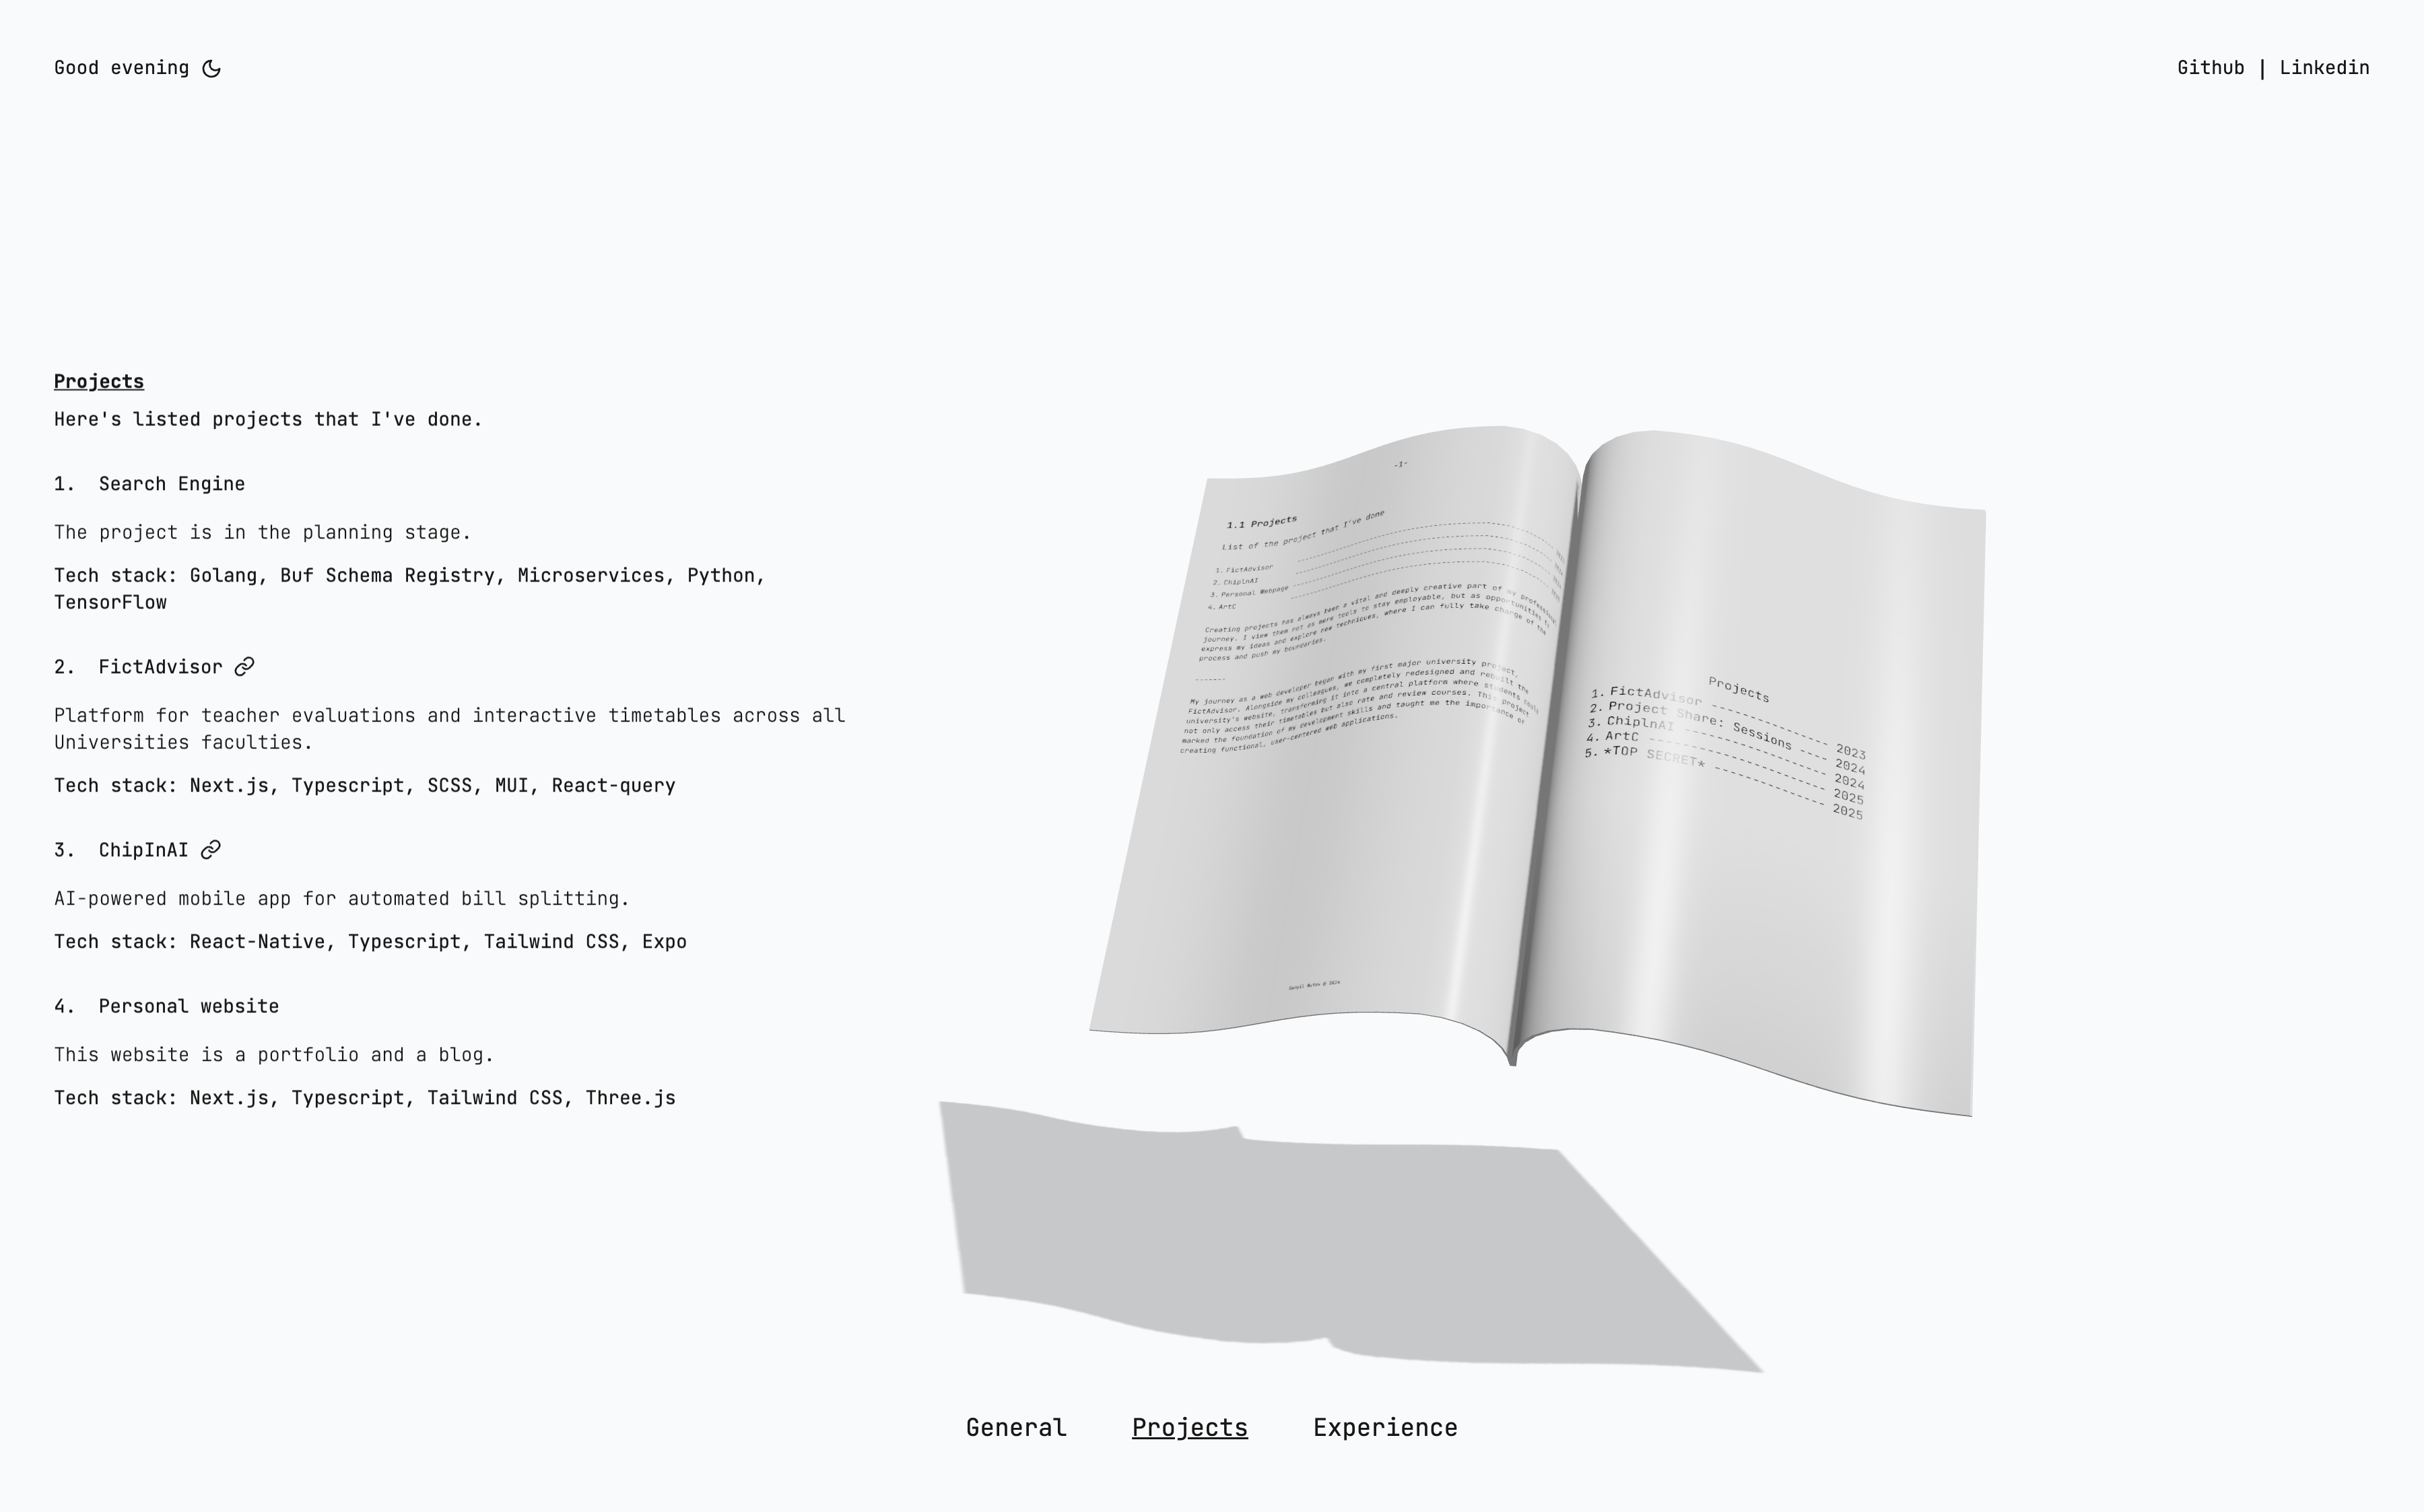 Good evening
Github | Linkedin
Projects
Here's listed projects that I've done.
1. Search Engine
The project is in the planning stage.
Tech stack: Golang, Buf Schema Registry, Microservices, Python,
TensorFlow
2. FictAdvisor
Platform for teacher evaluations and interactive timetables across all
Universities faculties.
Tech stack: Next.js, Typescript, SCSS, MUI, React-query
3. ChipInAI
AI-powered mobile app for automated bill splitting.
Tech stack: React-Native, Typescript, Tailwind CSS, Expo
4. Personal website
This website is a portfolio and a blog.
Tech stack: Next.js, Typescript, Tailwind CSS, Three.js
-1-
1.1 Projects
List of the project that I've done
1. FictAdvisor
2. ChiplnAI
3. Personal Webpage
4. ArtC
Creating projects has always been a vital and deeply creative part of my professional
journey. I view them not as mere tools to stay employable, but as opportunities to
express my ideas and explore new techniques, where I can fully take charge of the
process and push my boundaries.
-------
My journey as a web developer began with my first major university project,
FictAdvisor. Alongside my colleagues, we completely redesigned and rebuilt the
university's website, transforming it into a central platform where students could
not only access their timetables but also rate and review courses. This project
marked the foundation of my development skills and taught me the importance of
creating functional, user-centered web applications.
Projects
1. FictAdvisor --------------- 2023
2. Project Share: Sessions ---- 2024
3. ChiplnAI ------------------ 2024
4. ArtC ---------------------- 2025
5. *TOP SECRET* -------------- 2025
General
Projects
Experience